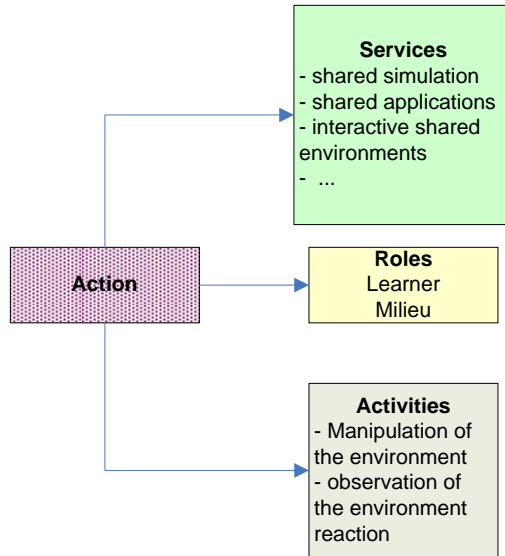 Services
- shared simulation
- shared applications
- interactive shared
environments
- ...
Action
Roles
Learner
Milieu
Activities
- Manipulation of
the environment
- observation of
the environment
reaction